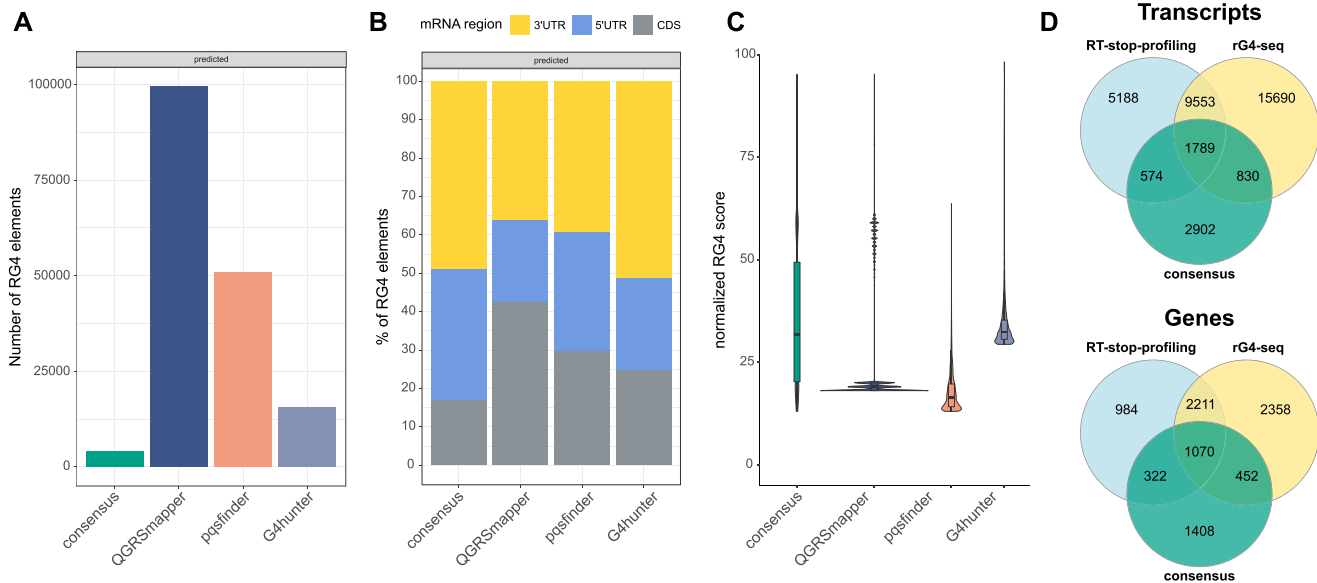 A
predicted
Number of RG4 elements
100000
75000
50000
25000
0
consensus
QGRSmapper
pqsfinder
G4hunter
B
mRNA region 3'UTR 5'UTR CDS
predicted
% of RG4 elements
100
90
80
70
60
50
40
30
20
10
0
consensus
QGRSmapper
pqsfinder
G4hunter
C
normalized RG4 score
100
75
50
25
0
consensus
QGRSmapper
pqsfinder
G4hunter
D
Transcripts
RT-stop-profiling rG4-seq
5188 9553 15690
1789
574 830
2902
consensus
Genes
RT-stop-profiling rG4-seq
984 2211 2358
1070
322 452
1408
consensus